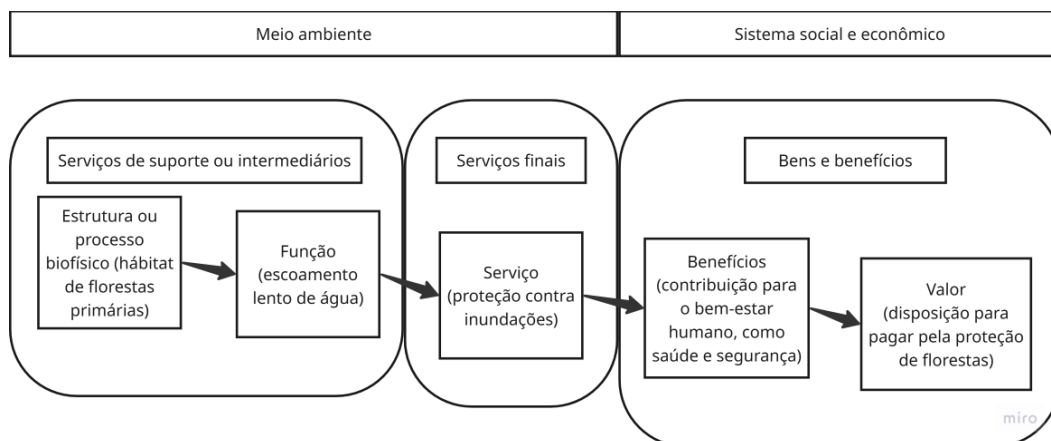 Meio ambiente
Sistema social e econômico
Serviços de suporte ou intermediários
Serviços finais
Bens e benefícios
Estrutura ou
processo
biofísico (hábitat
de florestas
primárias)
Função
(escoamento
lento de água)
Serviço
(proteção contra
inundações)
Benefícios
(contribuição para
o bem-estar
humano, como
saúde e segurança)
Valor
(disposição para
pagar pela proteção
de florestas)
miro